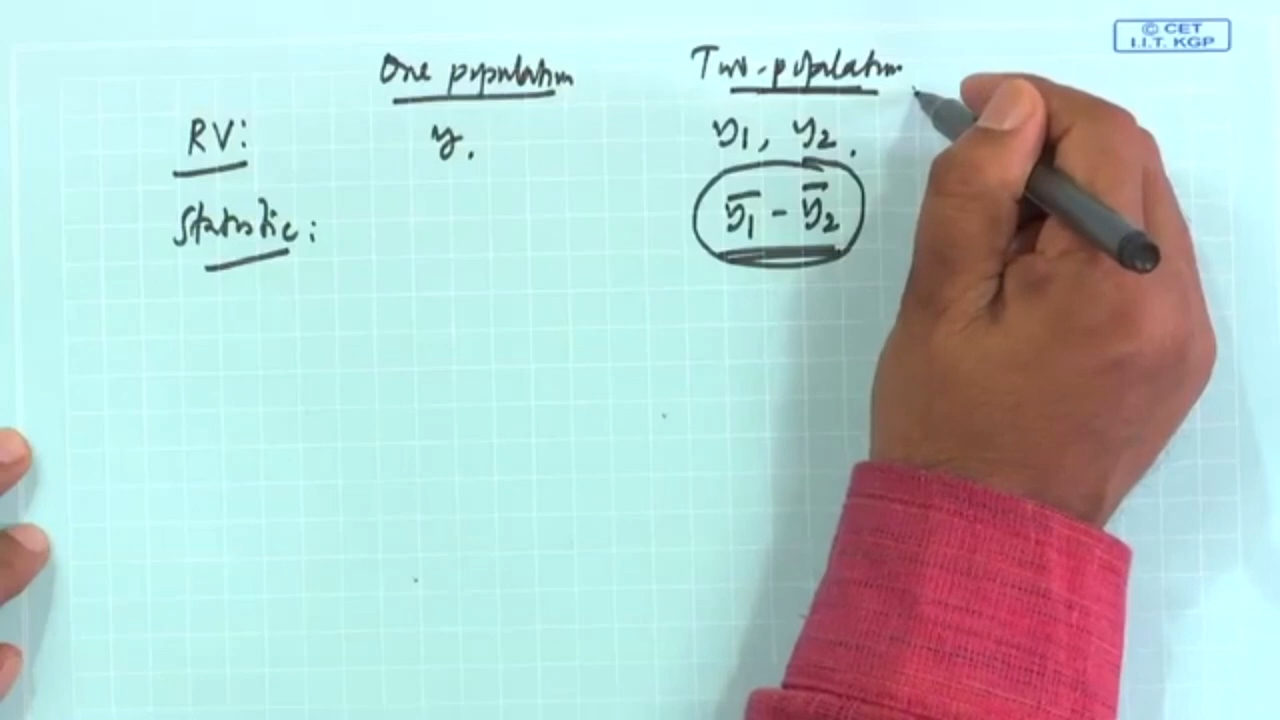 © CET
I.I.T. KGP
One population Two-population
RV: y. y1, y2.
Statistic: ȳ1 - ȳ2